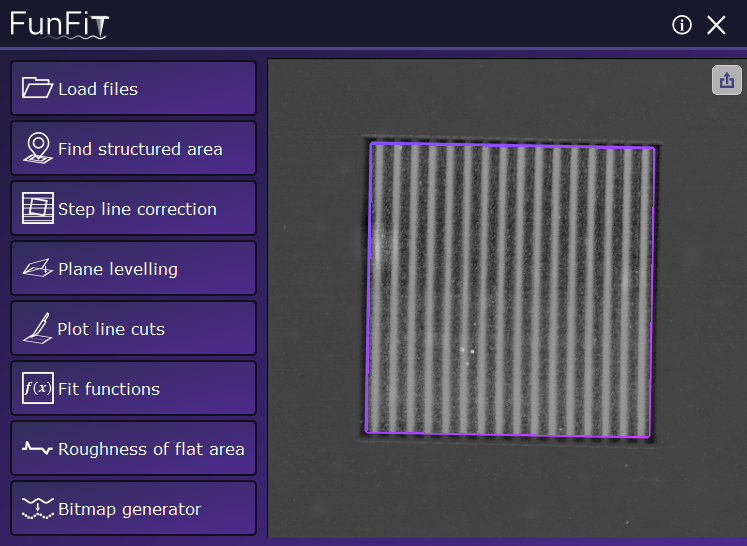 FunFiT
Load files
Find structured area
Step line correction
Plane levelling
Plot line cuts
f(x) Fit functions
Roughness of flat area
Bitmap generator